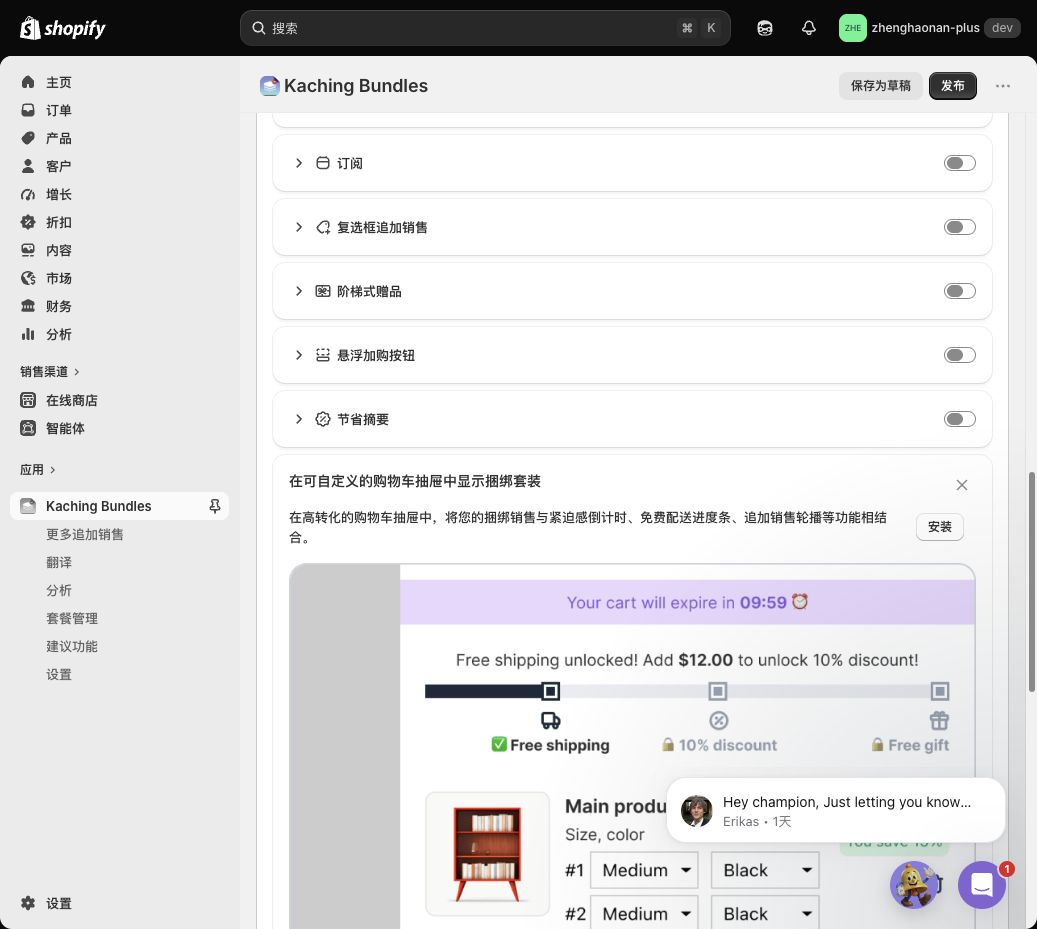 shopify
搜索
⌘ K
ZHE
zhenghaonan-plus
dev
主页
订单
产品
客户
增长
折扣
内容
市场
财务
分析
销售渠道
在线商店
智能体
应用
Kaching Bundles
更多追加销售
翻译
分析
套餐管理
建议功能
设置
设置
Kaching Bundles
保存为草稿
发布
订阅
复选框追加销售
阶梯式赠品
悬浮加购按钮
节省摘要
在可自定义的购物车抽屉中显示捆绑套装
在高转化的购物车抽屉中，将您的捆绑销售与紧迫感倒计时、免费配送进度条、追加销售轮播等功能相结
合。
安装
Your cart will expire in 09:59
Free shipping unlocked! Add $12.00 to unlock 10% discount!
Free shipping
10% discount
Free gift
Main produ
Size, color
You save 15%
#1 Medium Black
#2 Medium Black
Hey champion, Just letting you know...
Erikas • 1天
1